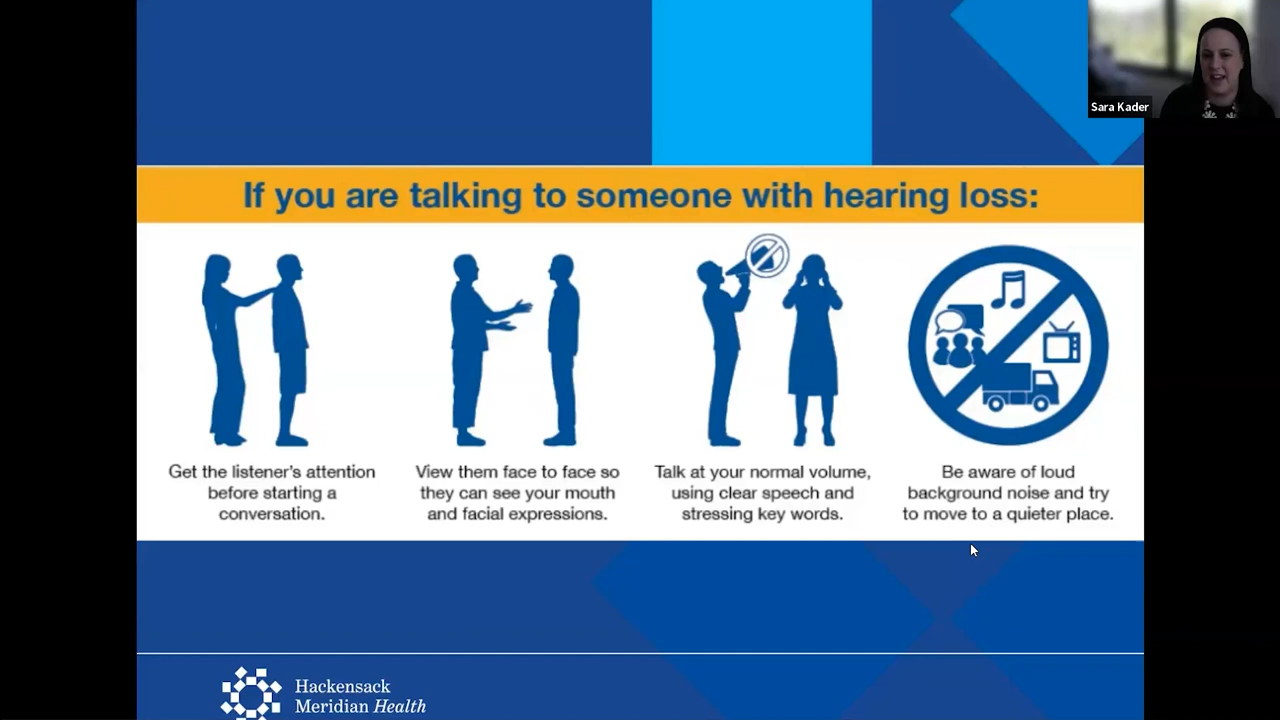 Sara Kader
If you are talking to someone with hearing loss:
Get the listener's attention
before starting a
conversation.
View them face to face so
they can see your mouth
and facial expressions.
Talk at your normal volume,
using clear speech and
stressing key words.
Be aware of loud
background noise and try
to move to a quieter place.
Hackensack
Meridian Health